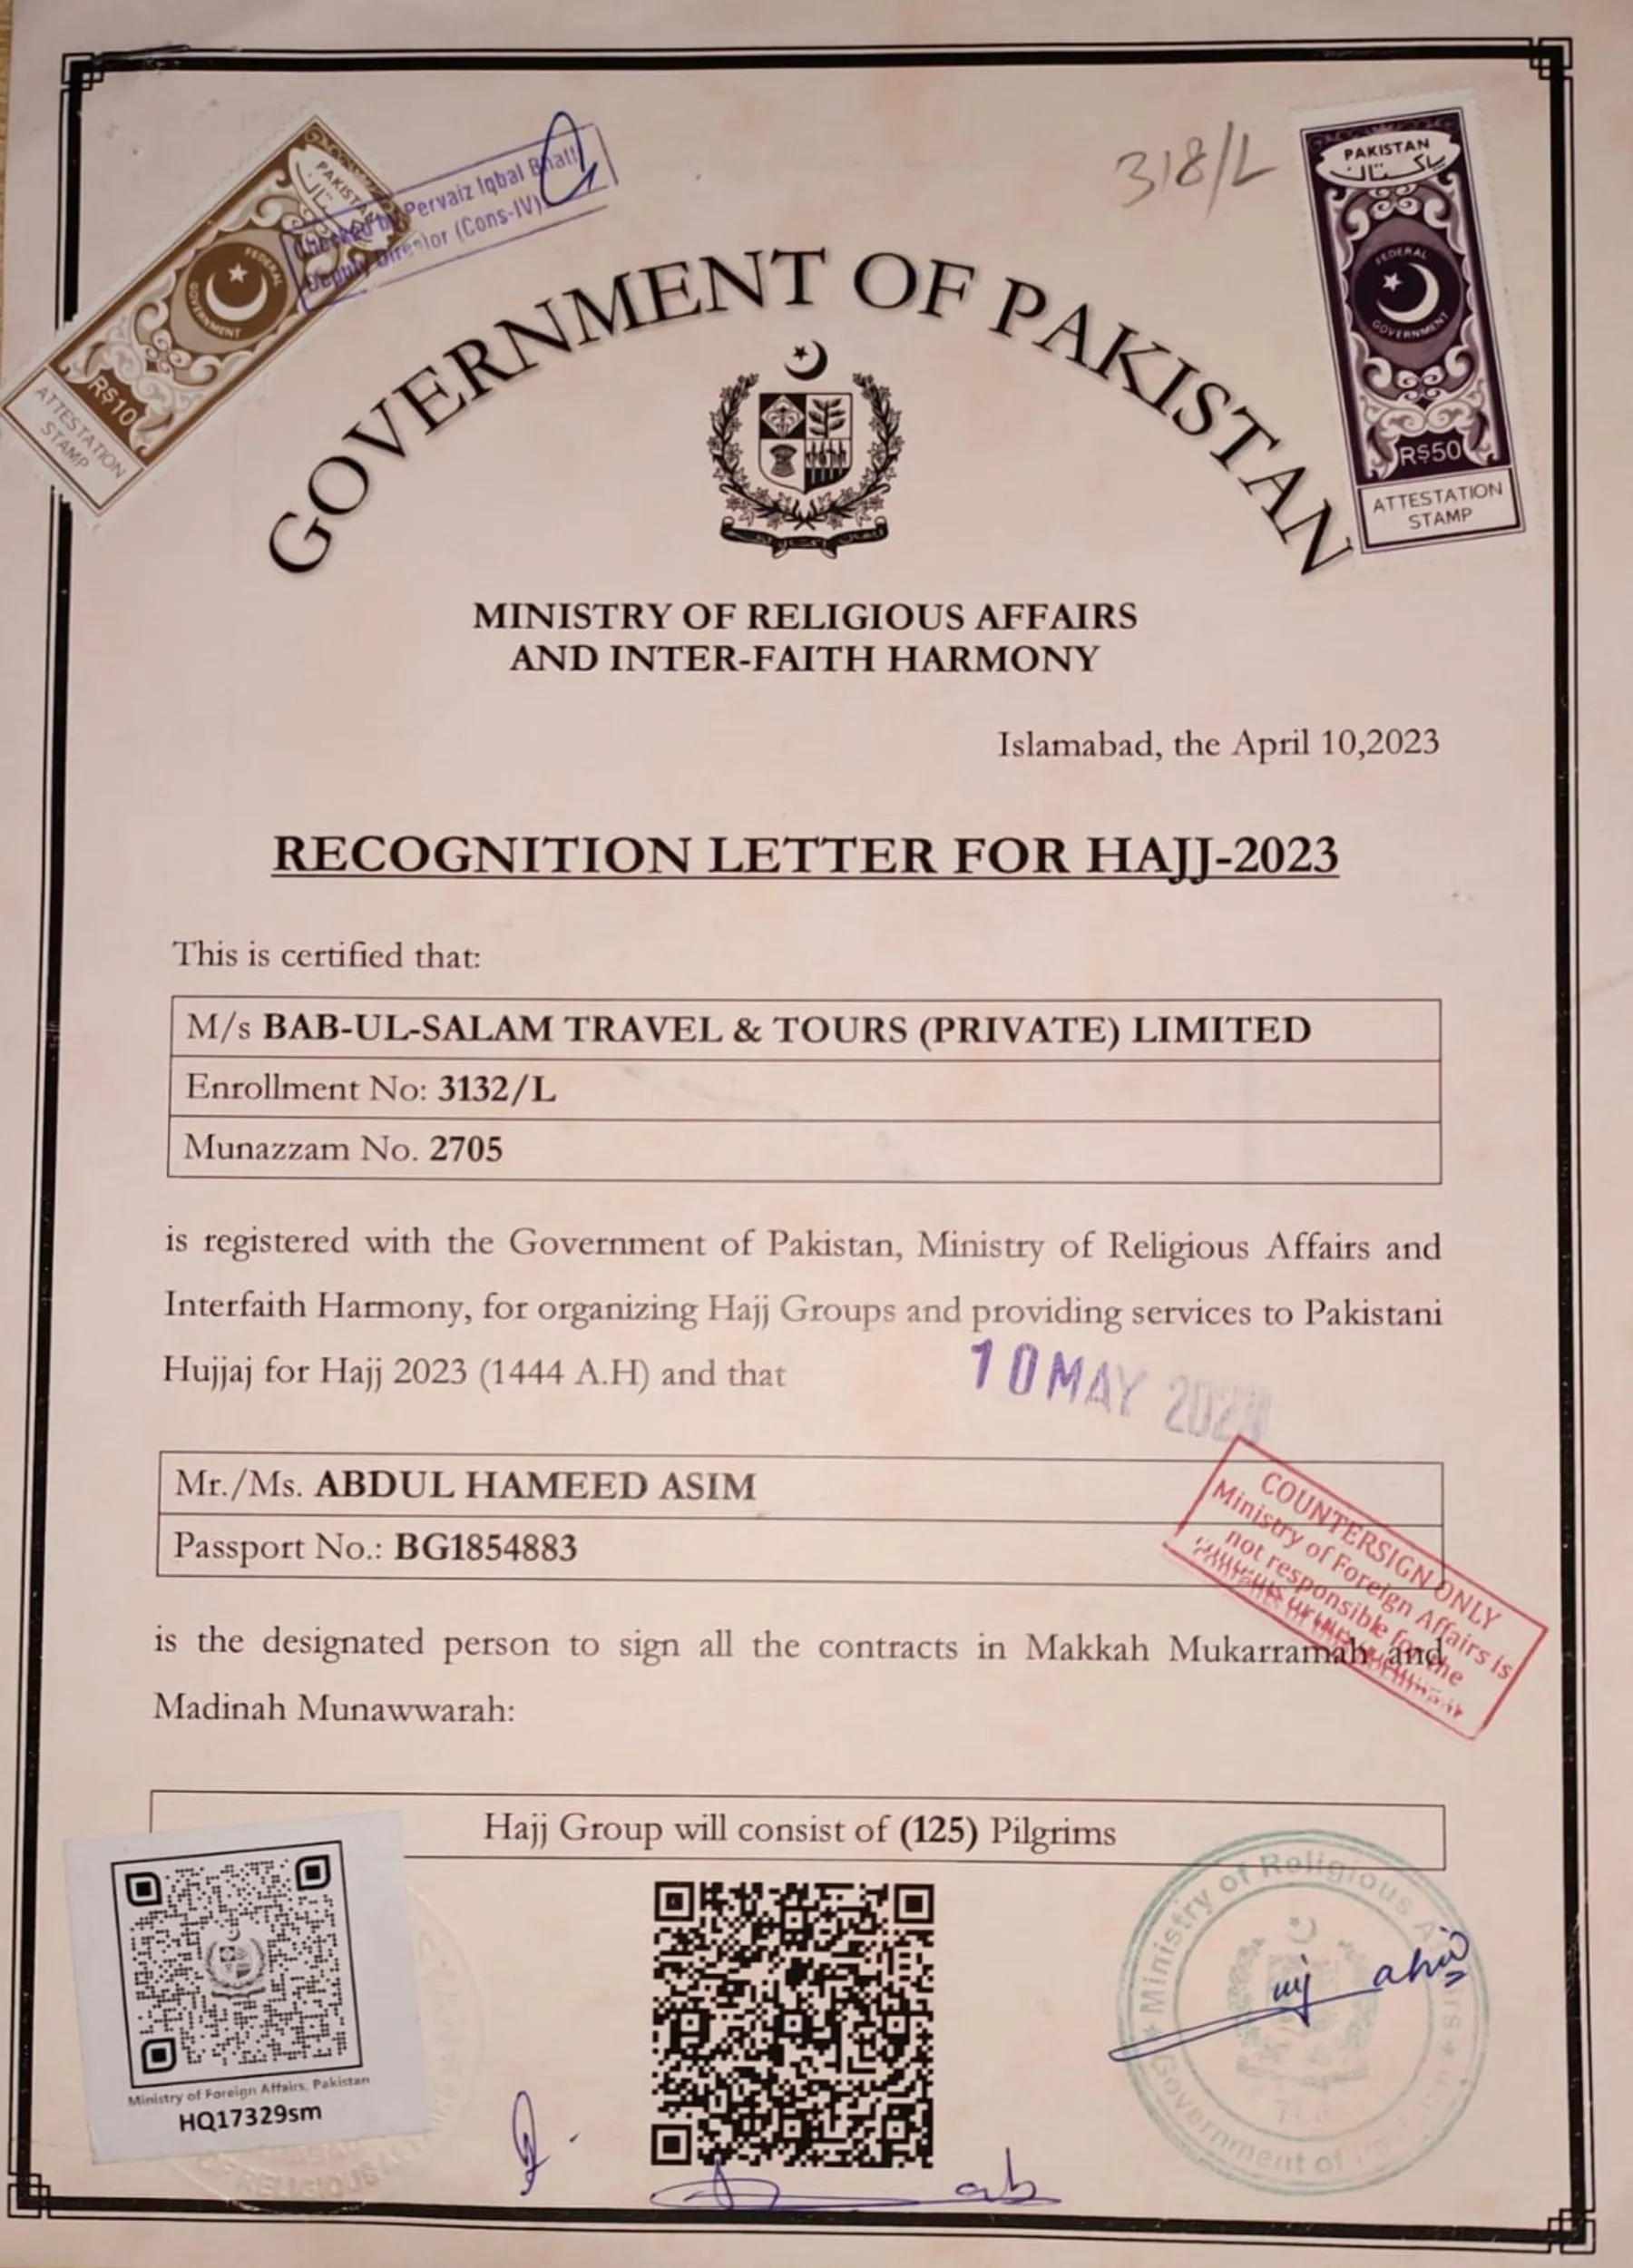 318/L
PAKISTAN
پاکستان
FEDERAL
GOVERNMENT
R$10
ATTESTATION
STAMP
Checked by Pervaiz Iqbal Bhatti
Deputy Director (Cons-IV)
PAKISTAN
پاکستان
FEDERAL
GOVERNMENT
R$50
ATTESTATION
STAMP
GOVERNMENT OF PAKISTAN
MINISTRY OF RELIGIOUS AFFAIRS
AND INTER-FAITH HARMONY
Islamabad, the April 10,2023
RECOGNITION LETTER FOR HAJJ-2023
This is certified that:
M/s BAB-UL-SALAM TRAVEL & TOURS (PRIVATE) LIMITED
Enrollment No: 3132/L
Munazzam No. 2705
is registered with the Government of Pakistan, Ministry of Religious Affairs and
Interfaith Harmony, for organizing Hajj Groups and providing services to Pakistani
Hujjaj for Hajj 2023 (1444 A.H) and that
10 MAY 2023
Mr./Ms. ABDUL HAMEED ASIM
Passport No.: BG1854883
COUNTERSIGN ONLY
Ministry of Foreign Affairs is
not responsible for the
is the designated person to sign all the contracts in Makkah Mukarramah and
Madinah Munawwarah:
Hajj Group will consist of (125) Pilgrims
Ministry of Foreign Affairs, Pakistan
HQ17329sm
OF RELIGIOUS
Ministry of Religious Affairs
Government of